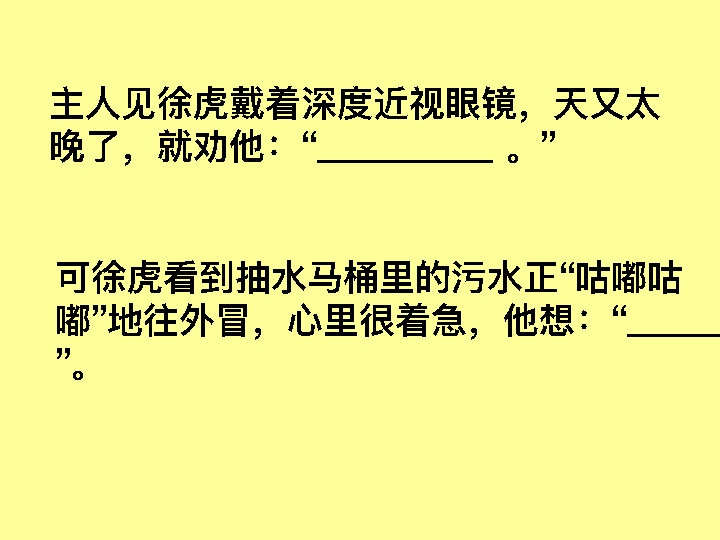 主人见徐虎戴着深度近视眼镜，天又太
晚了，就劝他：“__________ 。”
可徐虎看到抽水马桶里的污水正“咕嘟咕
嘟”地往外冒，心里很着急，他想：“_____
”。